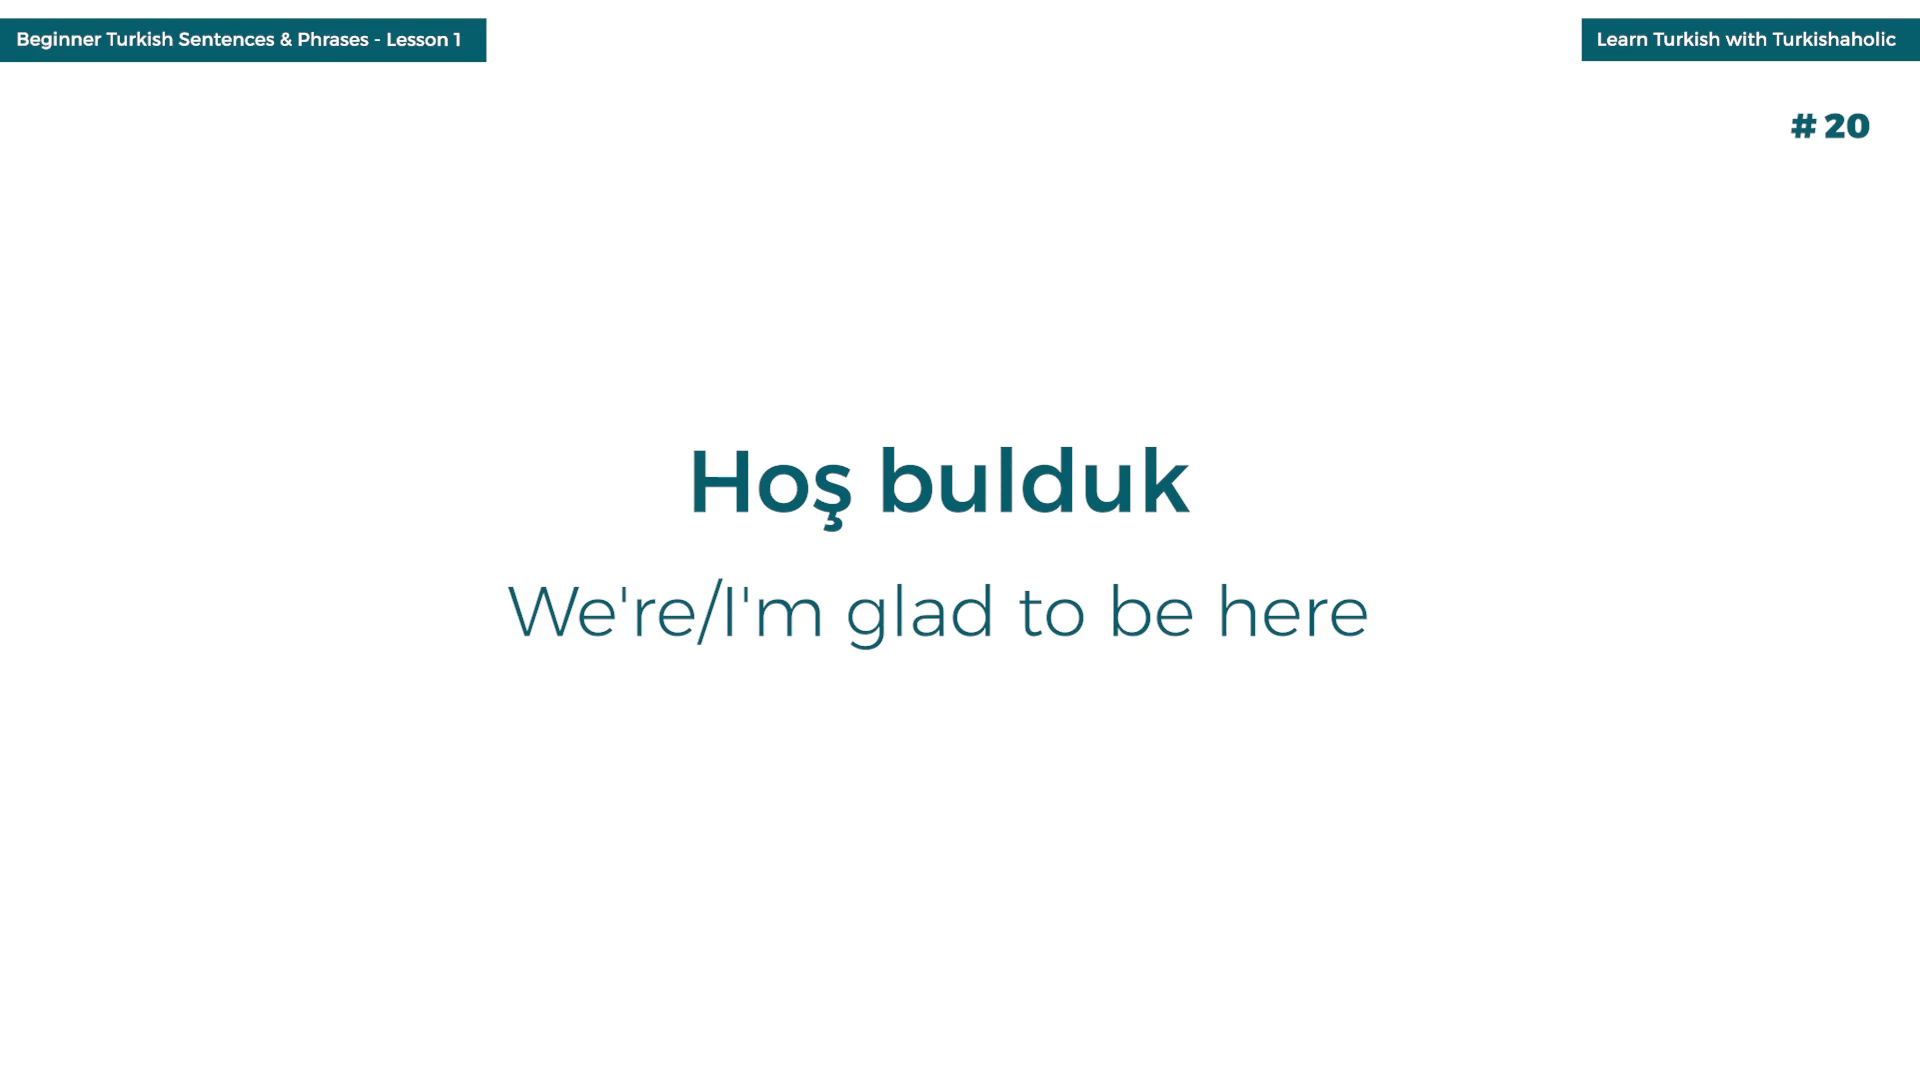 Beginner Turkish Sentences & Phrases - Lesson 1
Learn Turkish with Turkishaholic
# 20
Hoş bulduk
We're/I'm glad to be here